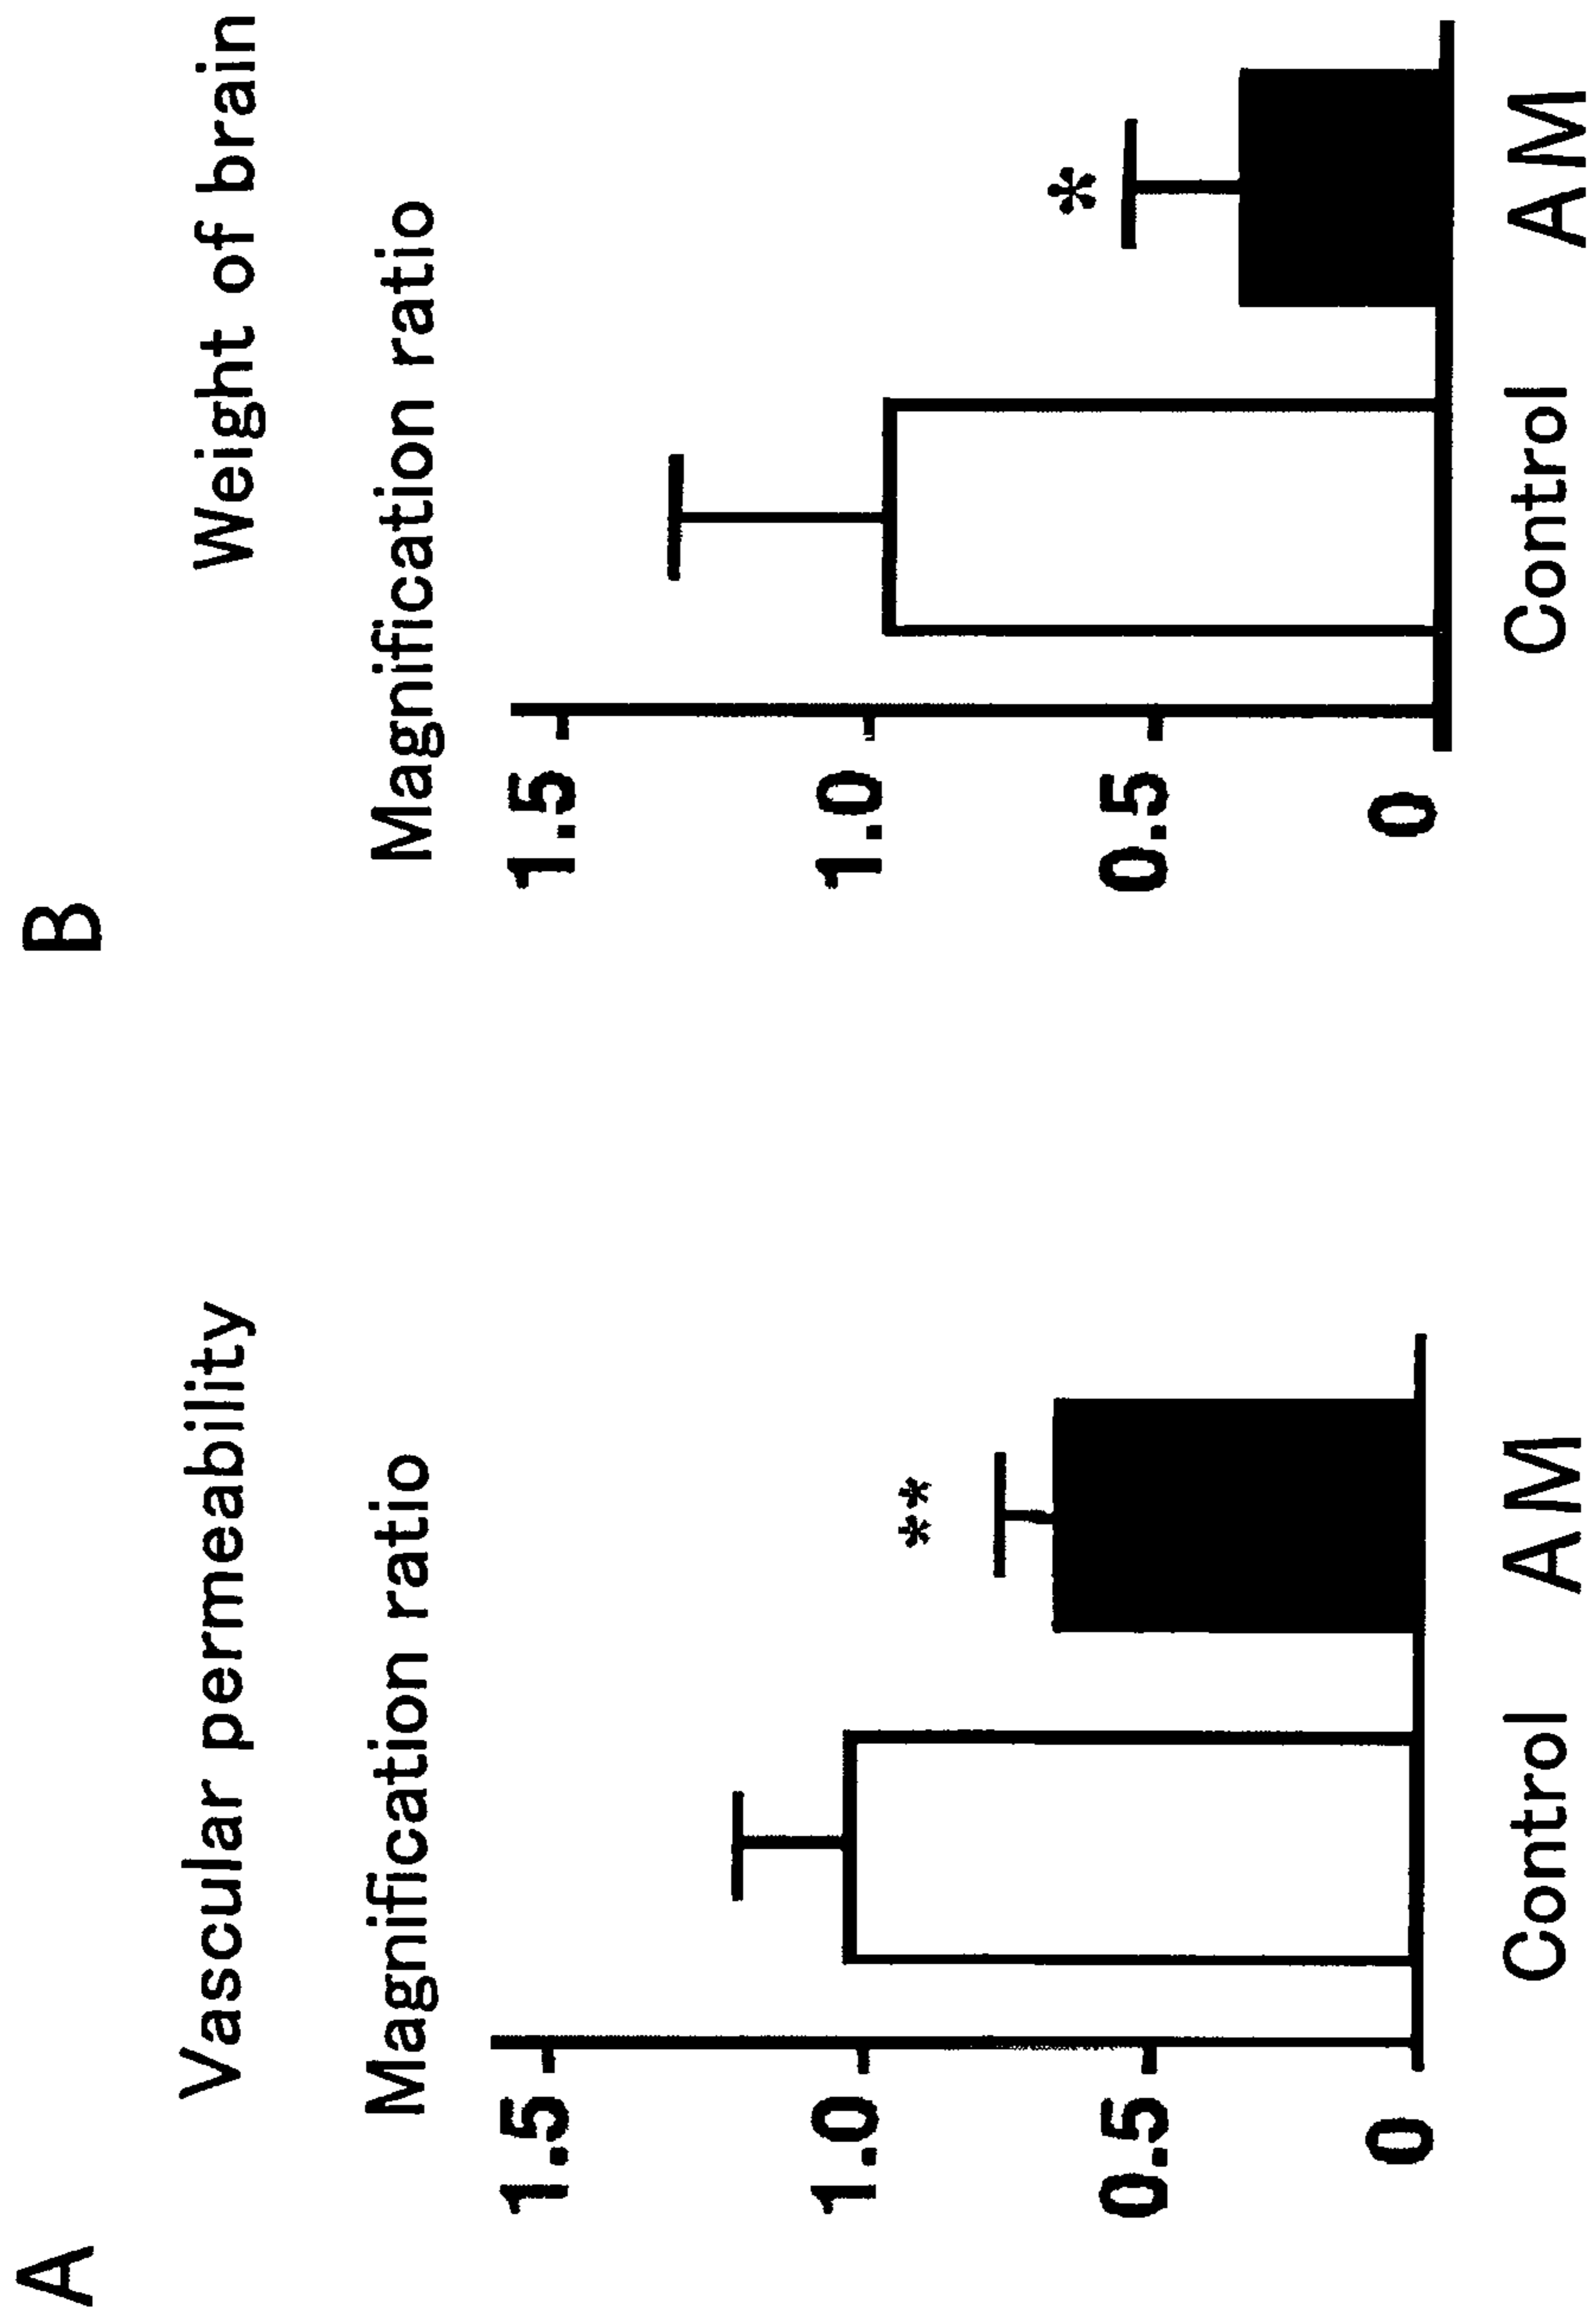 A
Vascular permeability
Magnification ratio
1.5
1.0
0.5
0
**
Control
AM
B
Weight of brain
Magnification ratio
1.5
1.0
0.5
0
*
Control
AM